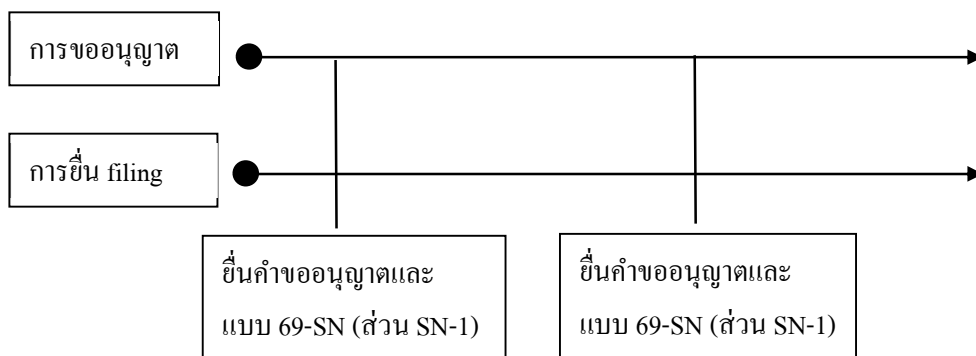 การขออนุญาต
การยื่น filing
ยื่นคำขออนุญาตและ
แบบ 69-SN (ส่วน SN-1)
ยื่นคำขออนุญาตและ
แบบ 69-SN (ส่วน SN-1)